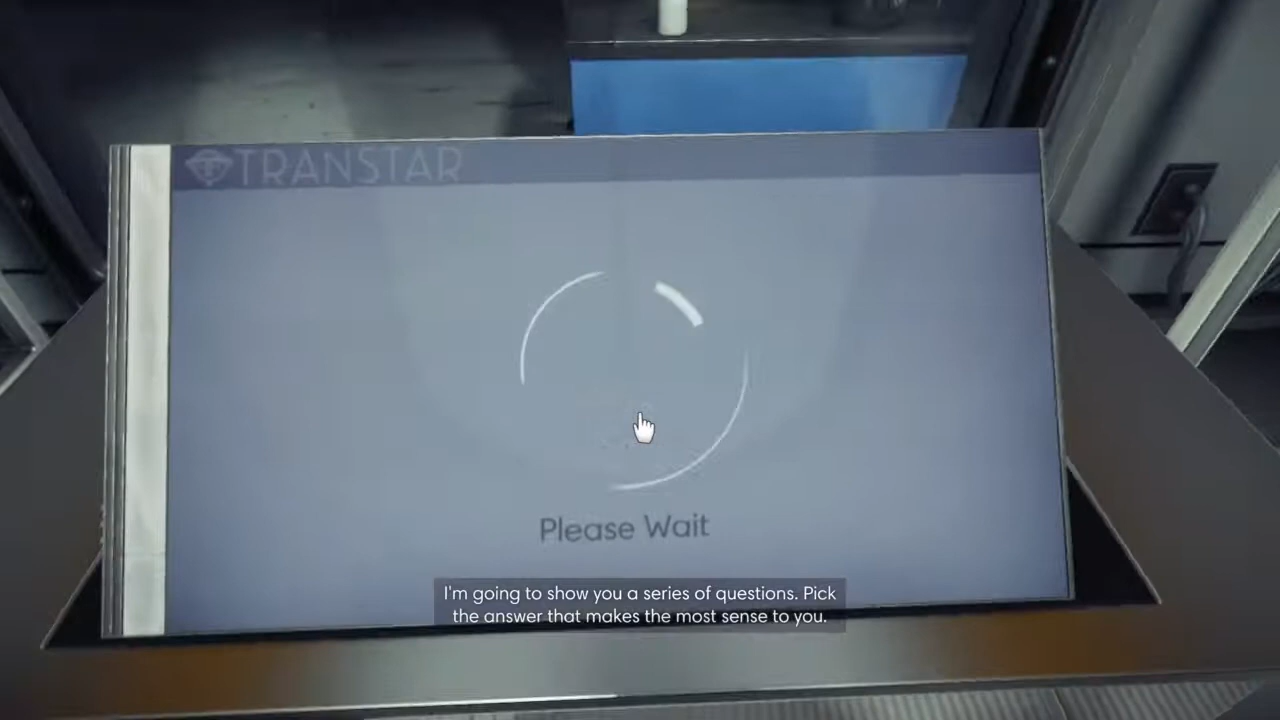 TRANSTAR
Please Wait
I'm going to show you a series of questions. Pick
the answer that makes the most sense to you.